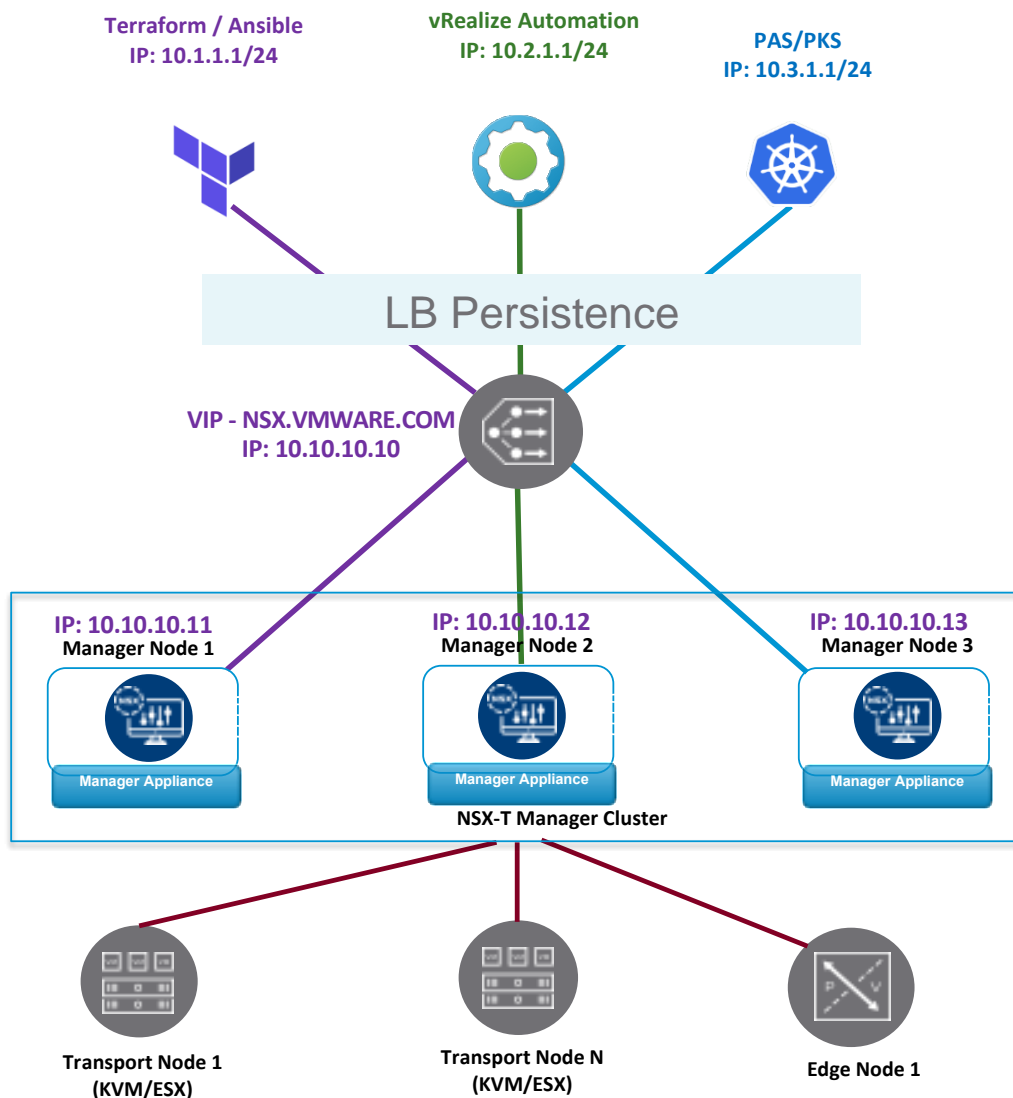 Terraform / Ansible
IP: 10.1.1.1/24
vRealize Automation
IP: 10.2.1.1/24
PAS/PKS
IP: 10.3.1.1/24
LB Persistence
VIP - NSX.VMWARE.COM
IP: 10.10.10.10
IP: 10.10.10.11
Manager Node 1
IP: 10.10.10.12
Manager Node 2
IP: 10.10.10.13
Manager Node 3
NSX
NSX
NSX
Manager Appliance
Manager Appliance
Manager Appliance
NSX-T Manager Cluster
P V
Transport Node 1
(KVM/ESX)
Transport Node N
(KVM/ESX)
Edge Node 1